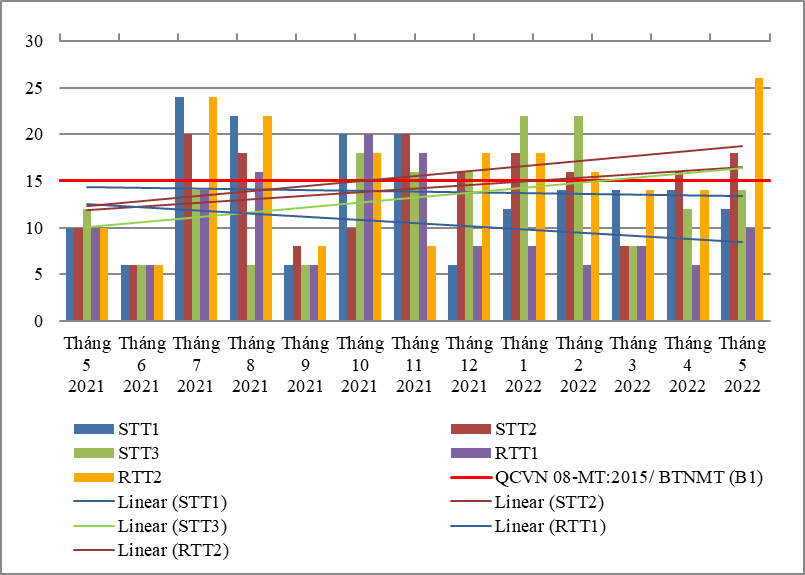 30
25
20
15
10
5
0
Tháng Tháng Tháng Tháng Tháng Tháng Tháng Tháng Tháng Tháng Tháng Tháng Tháng
5 6 7 8 9 10 11 12 1 2 3 4 5
2021 2021 2021 2021 2021 2021 2021 2021 2022 2022 2022 2022 2022
STT1 STT2
STT3 RTT1
RTT2 QCVN 08-MT:2015/ BTNMT (B1)
Linear (STT1) Linear (STT2)
Linear (STT3) Linear (RTT1)
Linear (RTT2)